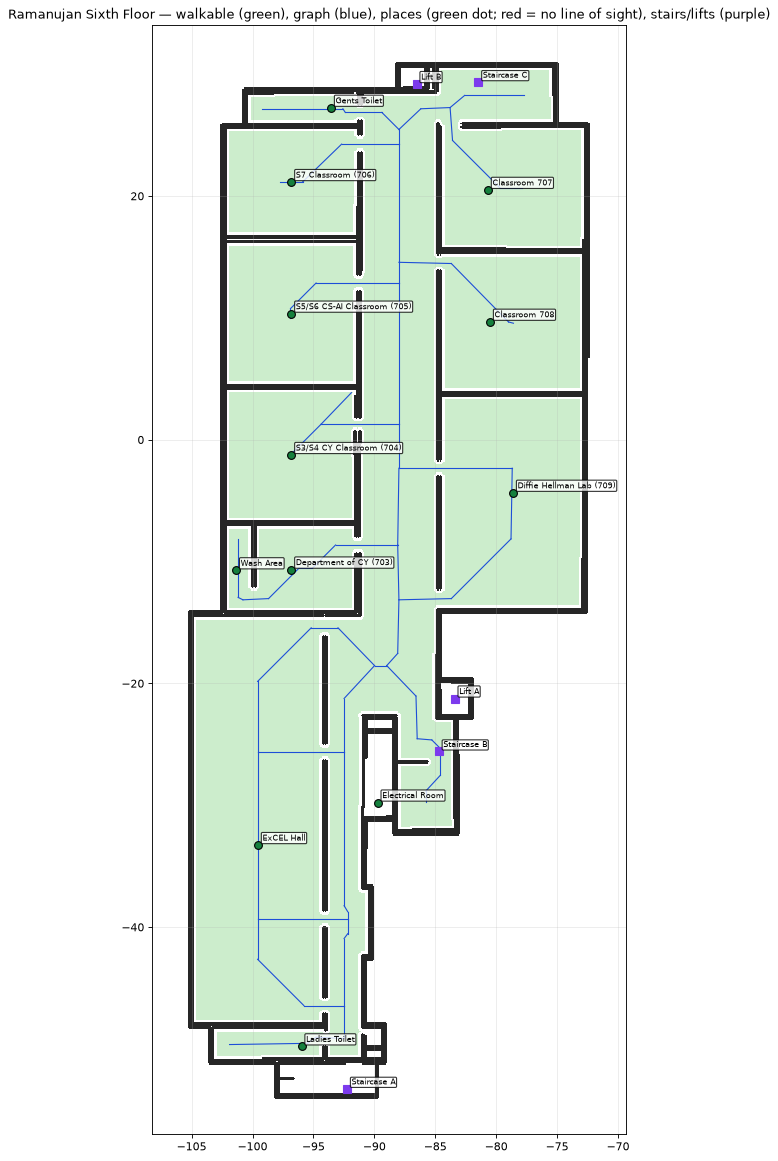 Ramanujan Sixth Floor — walkable (green), graph (blue), places (green dot; red = no line of sight), stairs/lifts (purple)
Lift B
Staircase C
Gents Toilet
S7 Classroom (706)
Classroom 707
20
S5/S6 CS-AI Classroom (705)
Classroom 708
0
S3/S4 CY Classroom (704)
Diffie Hellman Lab (709)
Wash Area
Department of CY (703)
−20
Lift A
Staircase B
Electrical Room
ExCEL Hall
−40
Ladies Toilet
Staircase A
−105
−100
−95
−90
−85
−80
−75
−70